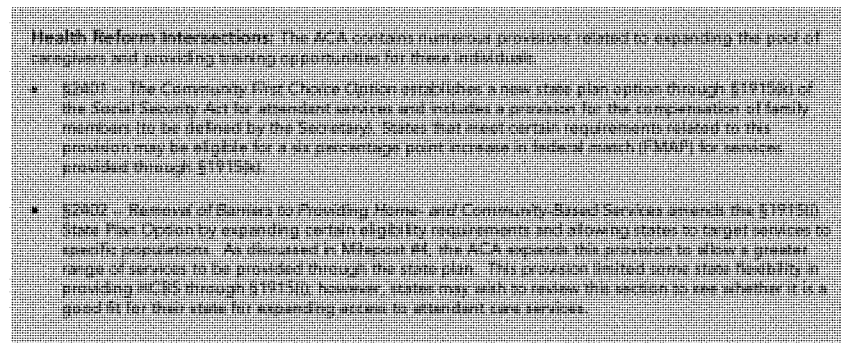 Health Reform Intersections: The ACA contains numerous provisions related to expanding the pool of
caregivers and providing training opportunities for these individuals.
• §2401 – The Community First Choice Option establishes a new state plan option through §1915(k) of
the Social Security Act for attendant services and includes a provision for the compensation of family
members (to be defined by the Secretary). States that meet certain requirements related to this
provision may be eligible for a six percentage point increase in federal match (FMAP) for services
provided through §1915(k).
• §2402 – Removal of Barriers to Providing Home- and Community-Based Services amends the §1915(i)
State Plan Option by expanding certain eligibility requirements and allowing states to target services to
specific populations. As discussed in Milepost the ACA expands this provision to allow a greater
range of services to be provided through the state plan. This provision limited some state flexibility in
providing HCBS through §1915(i), however, states may wish to review this section to see whether it is a
good fit for their state for expanding access to attendant care services.